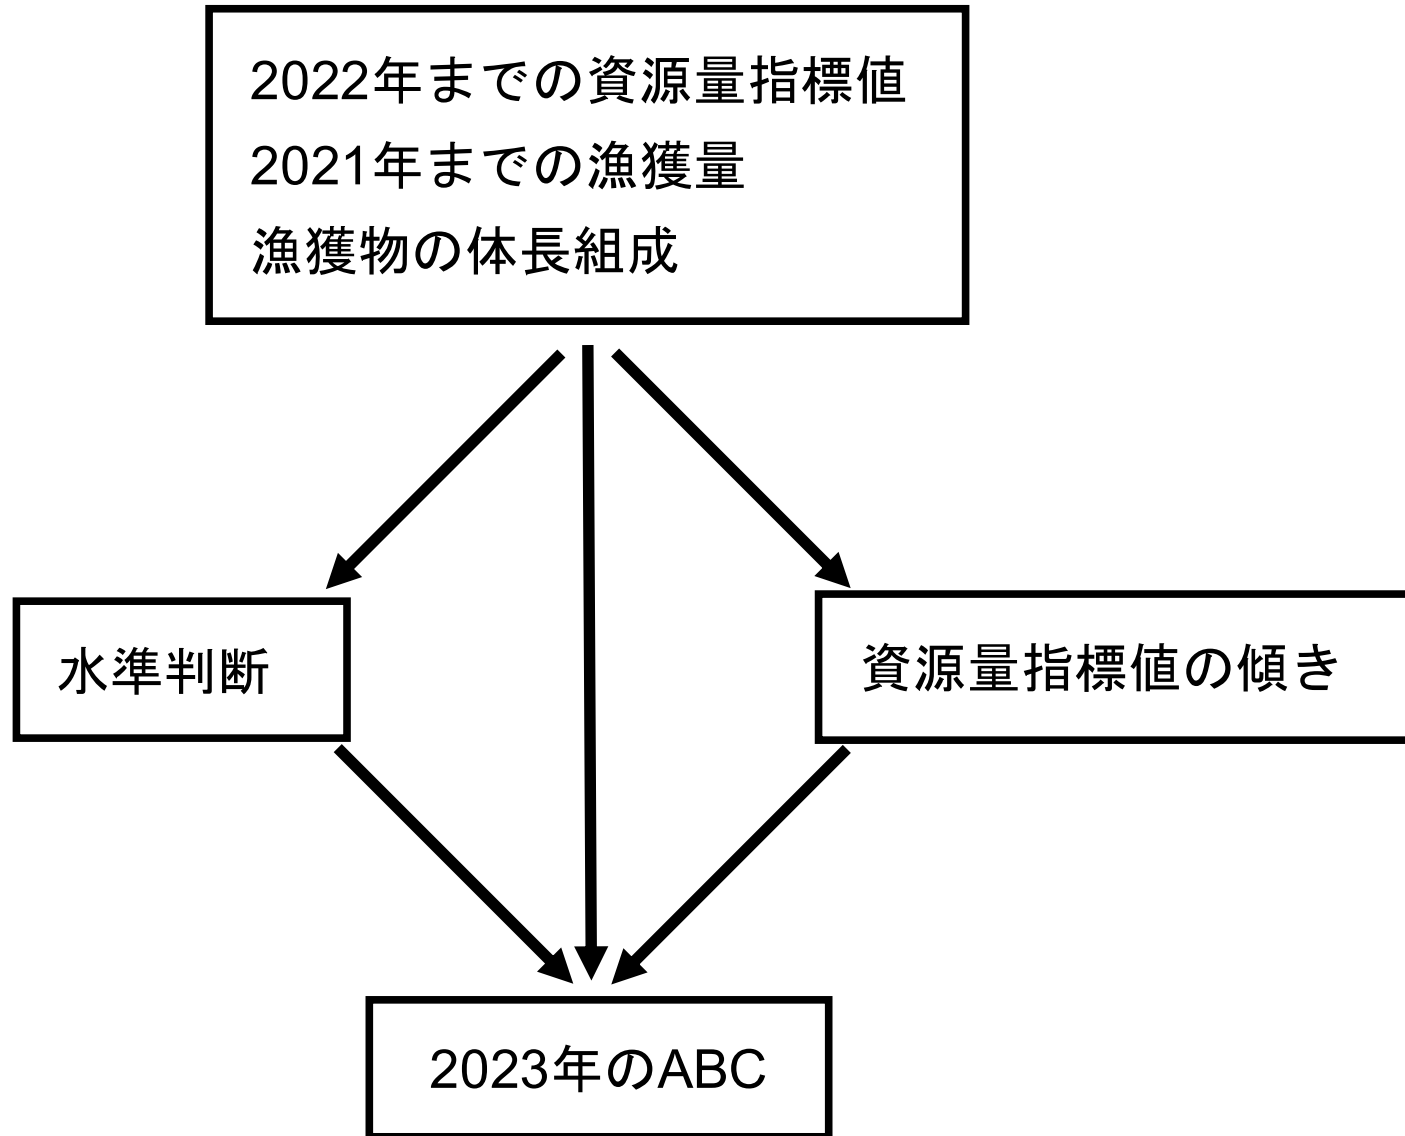 2022年までの資源量指標値
2021年までの漁獲量
漁獲物の体長組成
水準判断
資源量指標値の傾き
2023年のABC